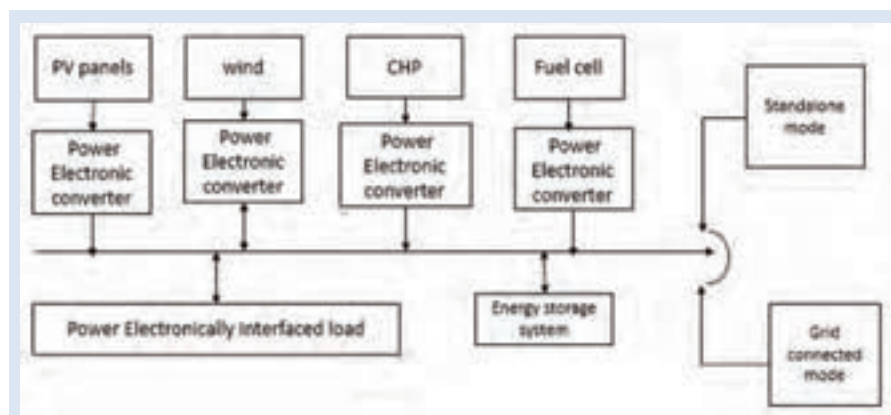 PV panels
wind
CHP
Fuel cell
Standalone
mode
Power
Electronic
converter
Power
Electronic
converter
Power
Electronic
converter
Power
Electronic
converter
Power Electronically Interfaced load
Energy storage
system
Grid
connected
mode